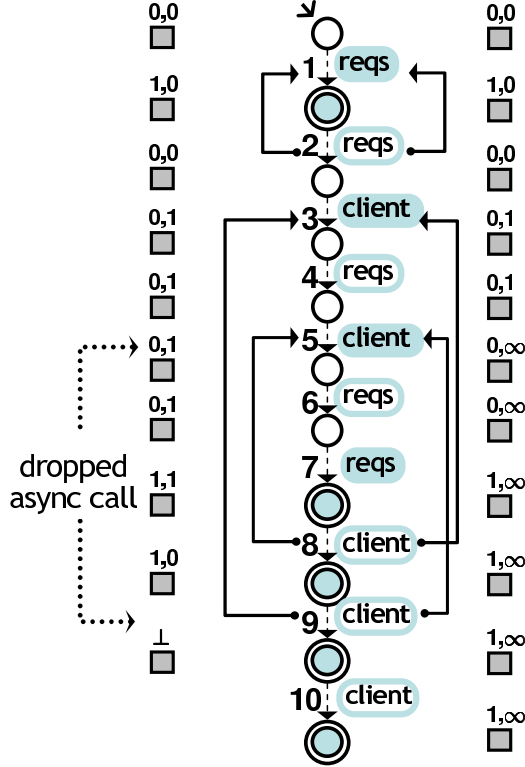 0,0
0,0
1 reqs
1,0
1,0
2 reqs
0,0
0,0
3 client
0,1
0,1
4 reqs
0,1
0,1
5 client
0,1
0,∞
6 reqs
0,1
0,∞
dropped
async call
7 reqs
1,1
1,∞
8 client
1,0
1,∞
9 client
⊥
1,∞
10 client
1,∞